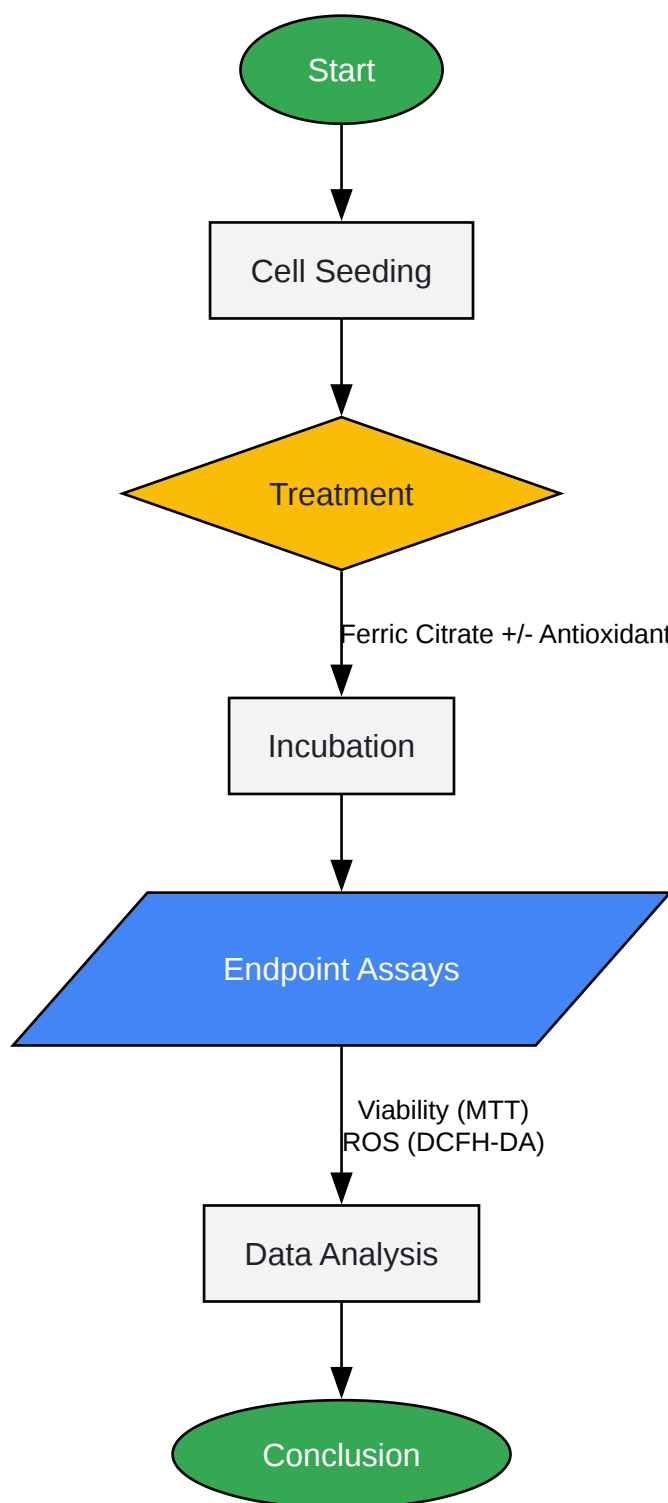 Start
Cell Seeding
Treatment
Ferric Citrate +/- Antioxidant
Incubation
Endpoint Assays
Viability (MTT)
ROS (DCFH-DA)
Data Analysis
Conclusion